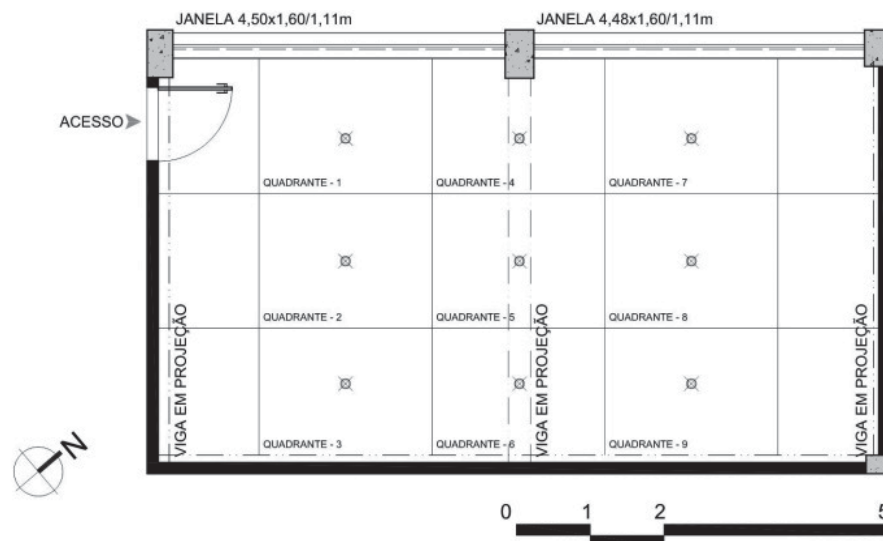 JANELA 4,50x1,60/1,11m
JANELA 4,48x1,60/1,11m
ACESSO
QUADRANTE - 1
QUADRANTE - 4
QUADRANTE - 7
QUADRANTE - 2
QUADRANTE - 5
QUADRANTE - 8
VIGA EM PROJEÇÃO
VIGA EM PROJEÇÃO
VIGA EM PROJEÇÃO
QUADRANTE - 3
QUADRANTE - 6
QUADRANTE - 9
N
0 1 2 5